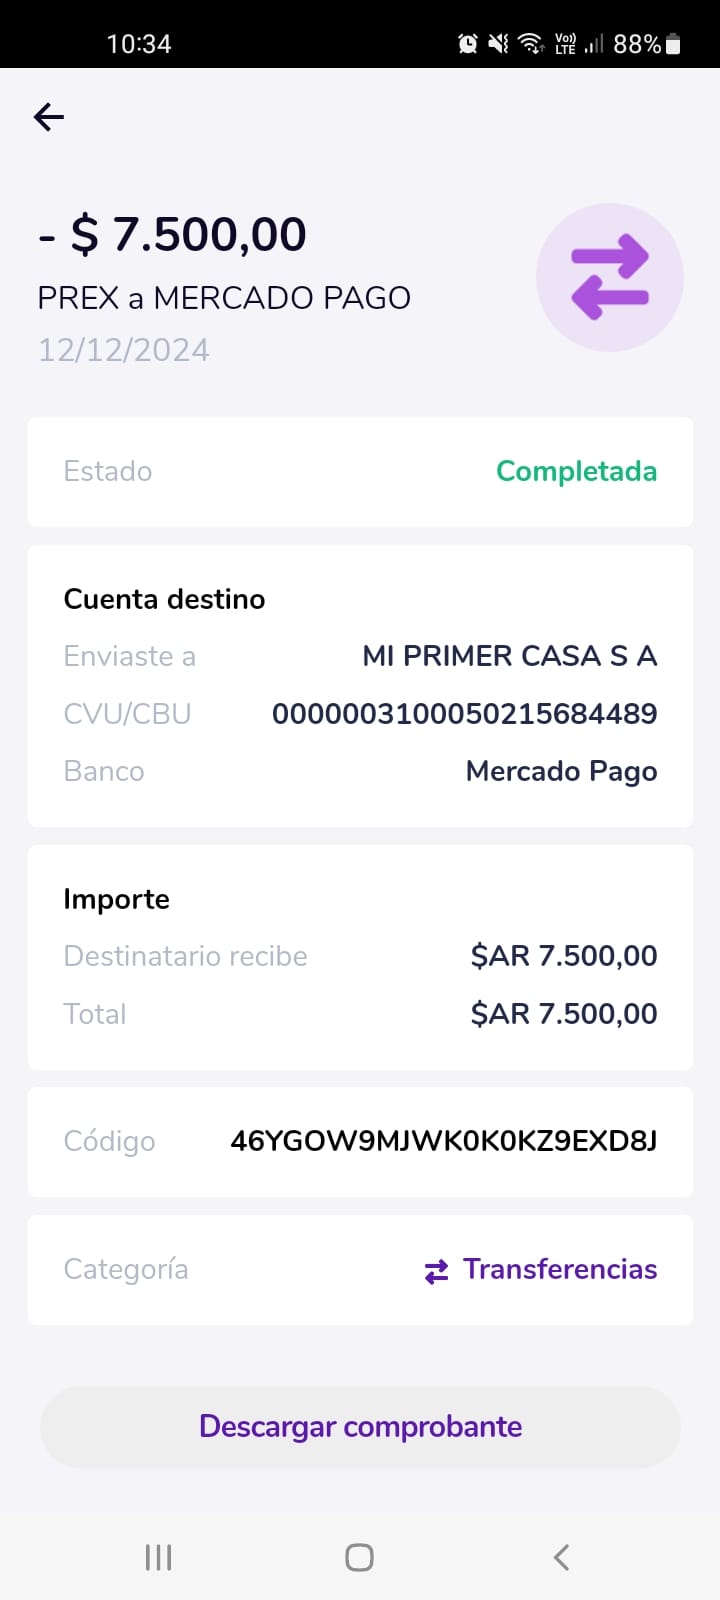 10:34
Vo)) LTE 88%
- $ 7.500,00
PREX a MERCADO PAGO
12/12/2024
Estado Completada
Cuenta destino
Enviaste a MI PRIMER CASA S A
CVU/CBU 0000003100050215684489
Banco Mercado Pago
Importe
Destinatario recibe $AR 7.500,00
Total $AR 7.500,00
Código 46YGOW9MJWK0K0KZ9EXD8J
Categoría Transferencias
Descargar comprobante